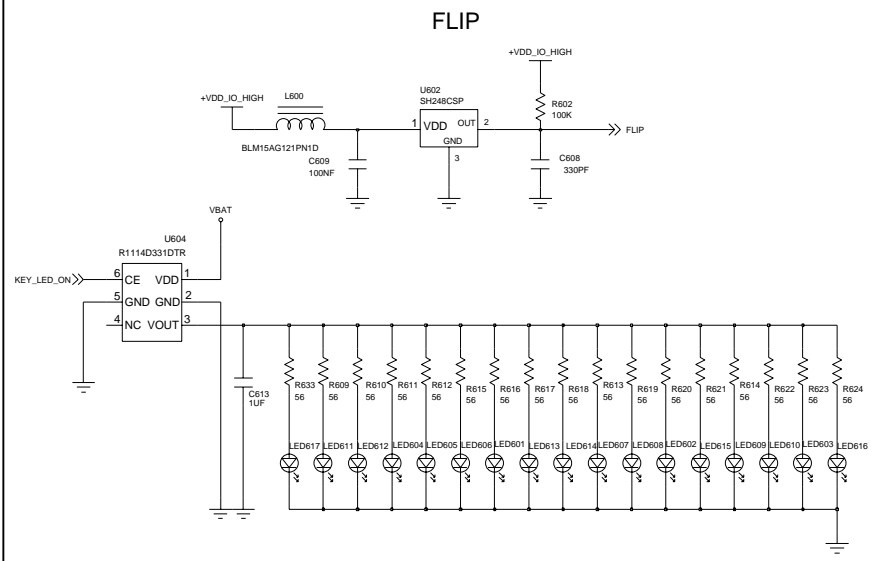 FLIP
+VDD_IO_HIGH
+VDD_IO_HIGH
L600
BLM15AG121PN1D
C609
100NF
U602
SH248CSP
1
VDD
OUT
2
GND
3
R602
100K
FLIP
C608
330PF
VBAT
U604
R1114D331DTR
KEY_LED_ON
6
CE
VDD
1
5
GND
GND
2
4
NC
VOUT
3
C613
1UF
R633
56
R609
56
R610
56
R611
56
R612
56
R615
56
R616
56
R617
56
R618
56
R613
56
R619
56
R620
56
R621
56
R614
56
R622
56
R623
56
R624
56
LED617
LED611
LED612
LED604
LED605
LED606
LED601
LED613
LED614
LED607
LED608
LED602
LED615
LED609
LED610
LED603
LED616